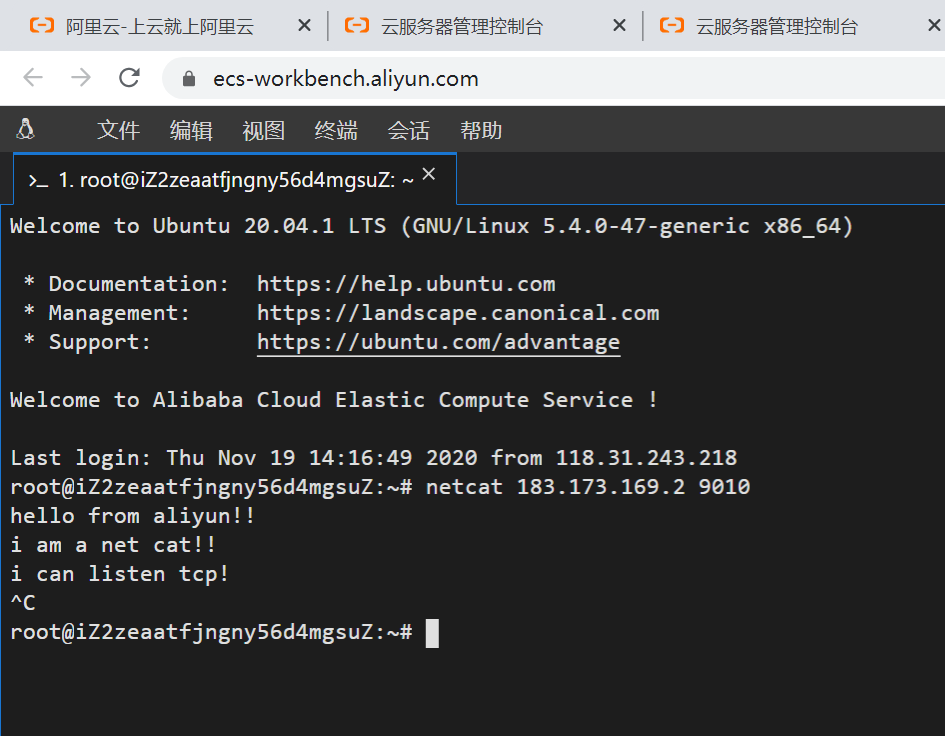 阿里云-上云就上阿里云
云服务器管理控制台
云服务器管理控制台
ecs-workbench.aliyun.com
文件 编辑 视图 终端 会话 帮助
>_ 1. root@iZ2zeaatfjngny56d4mgsuZ: ~
Welcome to Ubuntu 20.04.1 LTS (GNU/Linux 5.4.0-47-generic x86_64)
* Documentation: https://help.ubuntu.com
* Management: https://landscape.canonical.com
* Support: https://ubuntu.com/advantage
Welcome to Alibaba Cloud Elastic Compute Service !
Last login: Thu Nov 19 14:16:49 2020 from 118.31.243.218
root@iZ2zeaatfjngny56d4mgsuZ:~# netcat 183.173.169.2 9010
hello from aliyun!!
i am a net cat!!
i can listen tcp!
^C
root@iZ2zeaatfjngny56d4mgsuZ:~#